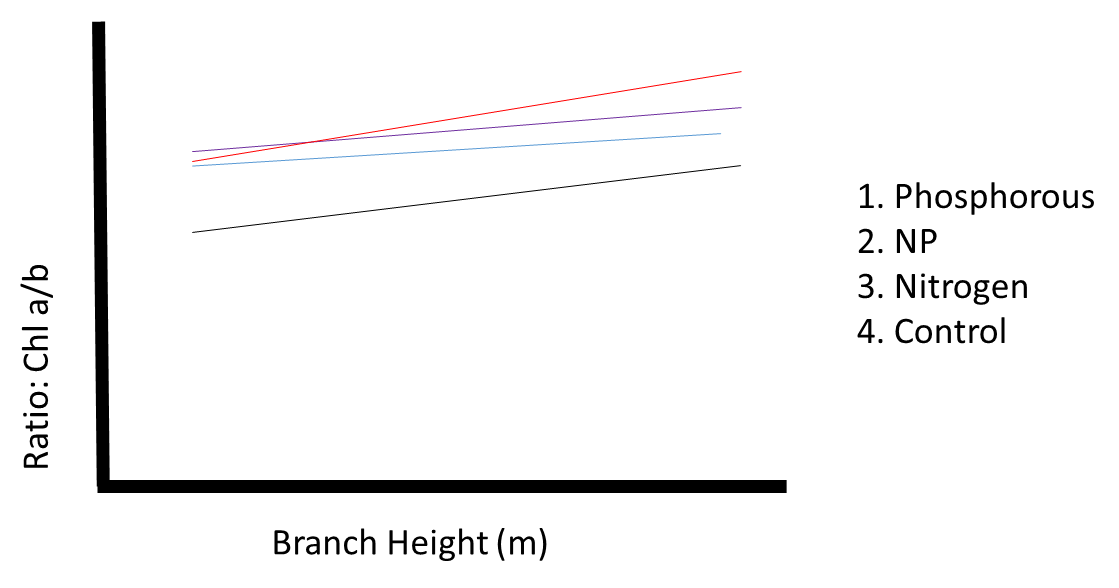 Ratio: Chl a/b
Branch Height (m)
1. Phosphorous
2. NP
3. Nitrogen
4. Control